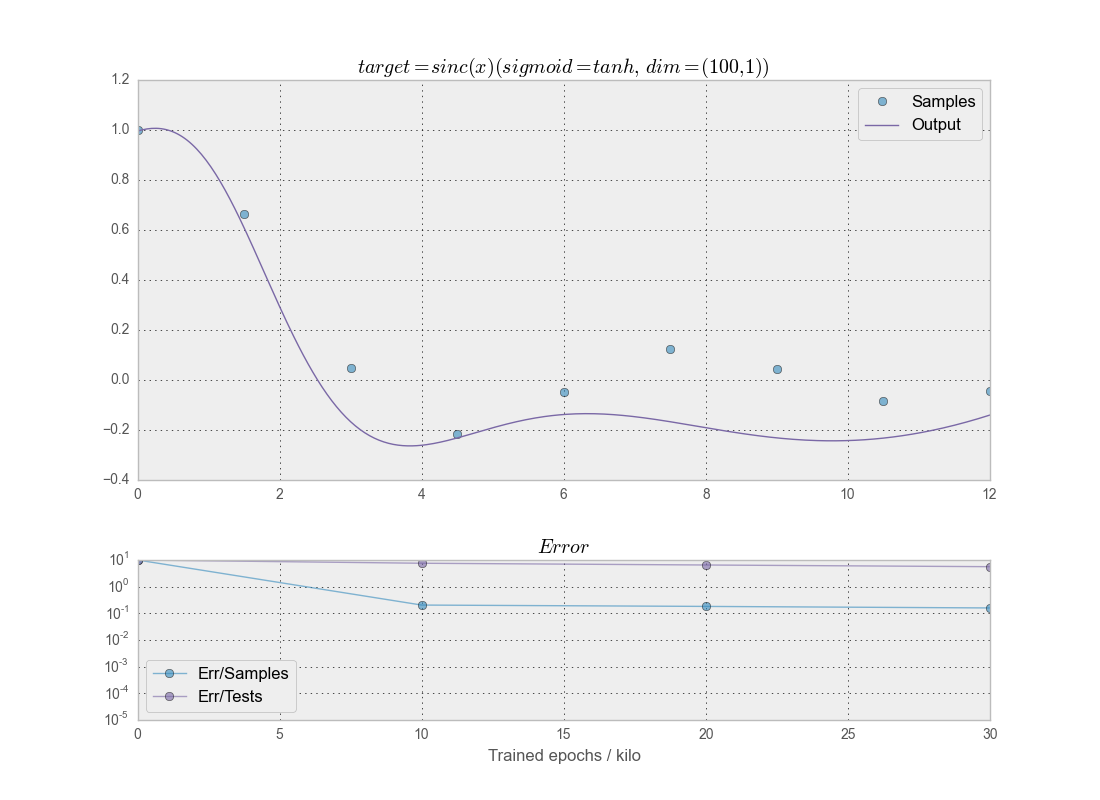 target=sinc(x)(sigmoid=tanh, dim=(100,1))
1.2
1.0
0.8
0.6
0.4
0.2
0.0
−0.2
−0.4
Samples
Output
0 2 4 6 8 10 12
Error
10^1
10^0
10^-1
10^-2
10^-3
10^-4
10^-5
Err/Samples
Err/Tests
0 5 10 15 20 25 30
Trained epochs / kilo